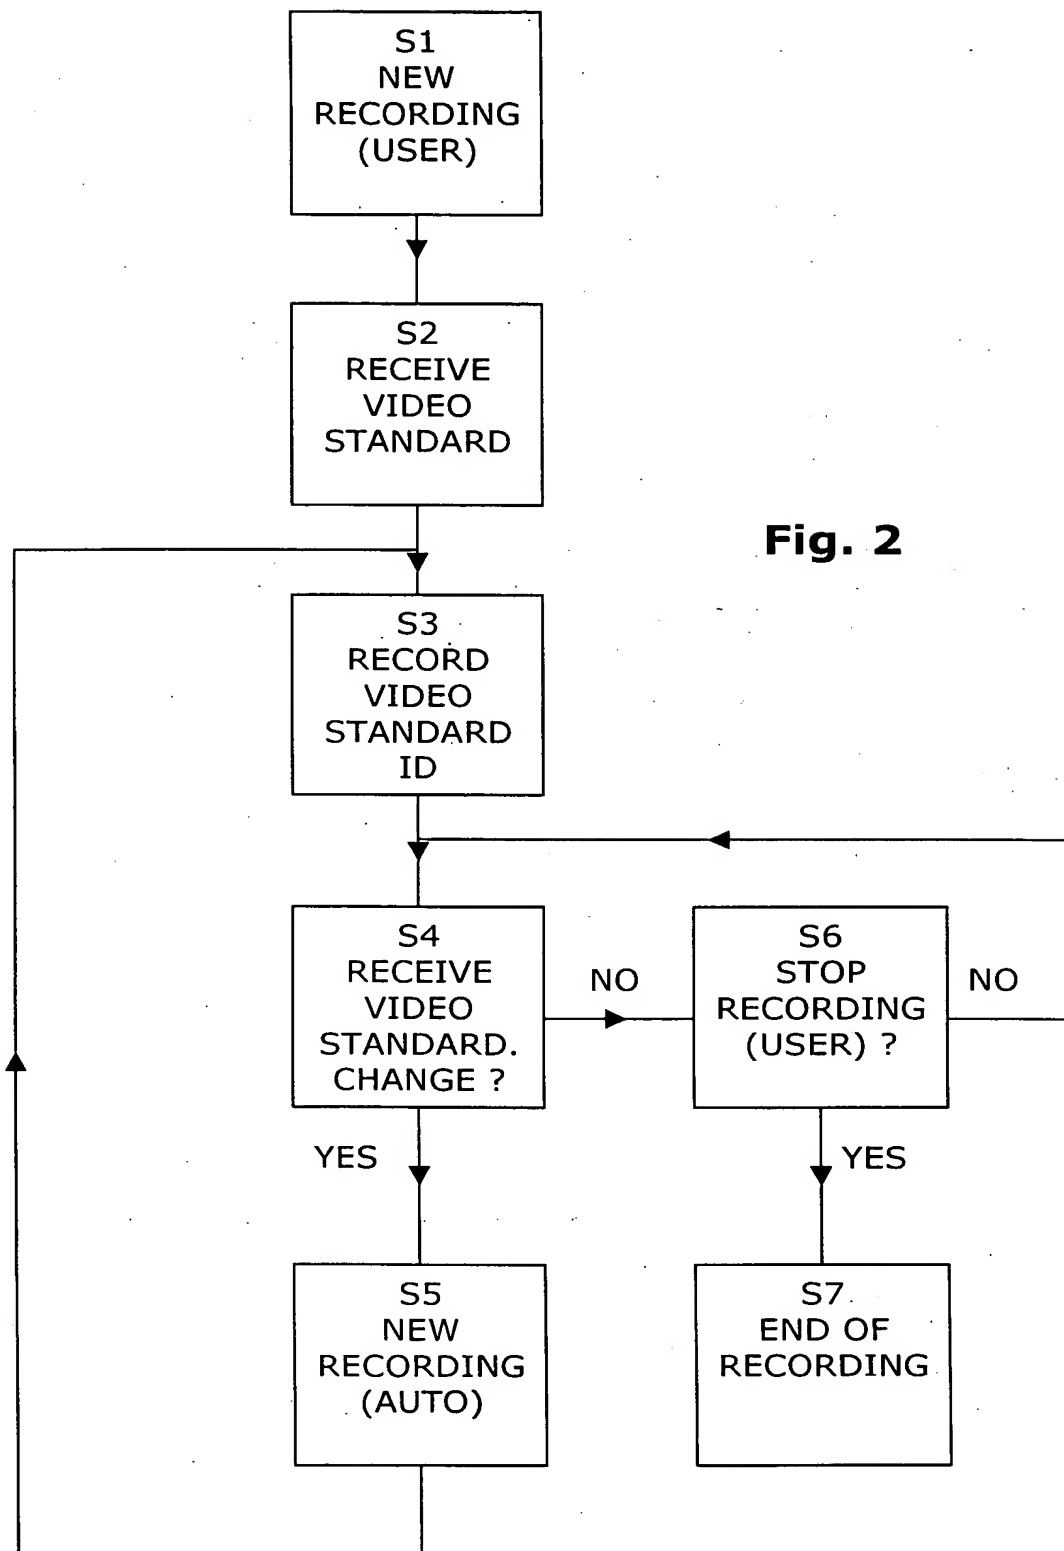 S1
NEW
RECORDING
(USER)
S2
RECEIVE
VIDEO
STANDARD
Fig. 2
S3
RECORD
VIDEO
STANDARD
ID
S4
RECEIVE
VIDEO
STANDARD.
CHANGE ?
NO
S6
STOP
RECORDING
(USER) ?
NO
YES
YES
S5
NEW
RECORDING
(AUTO)
S7
END OF
RECORDING